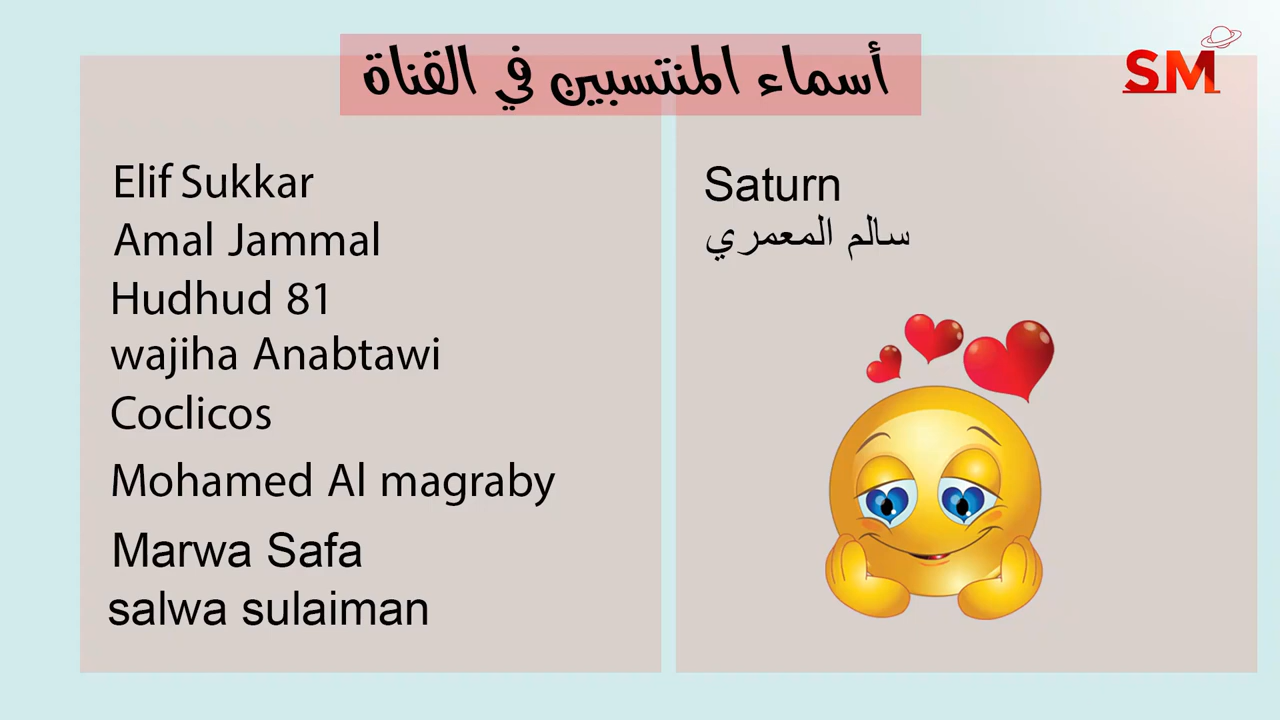 أسماء المنتسبين في القناة
SM
Elif Sukkar
Amal Jammal
Hudhud 81
wajiha Anabtawi
Coclicos
Mohamed Al magraby
Marwa Safa
salwa sulaiman
Saturn
سالم المعمري